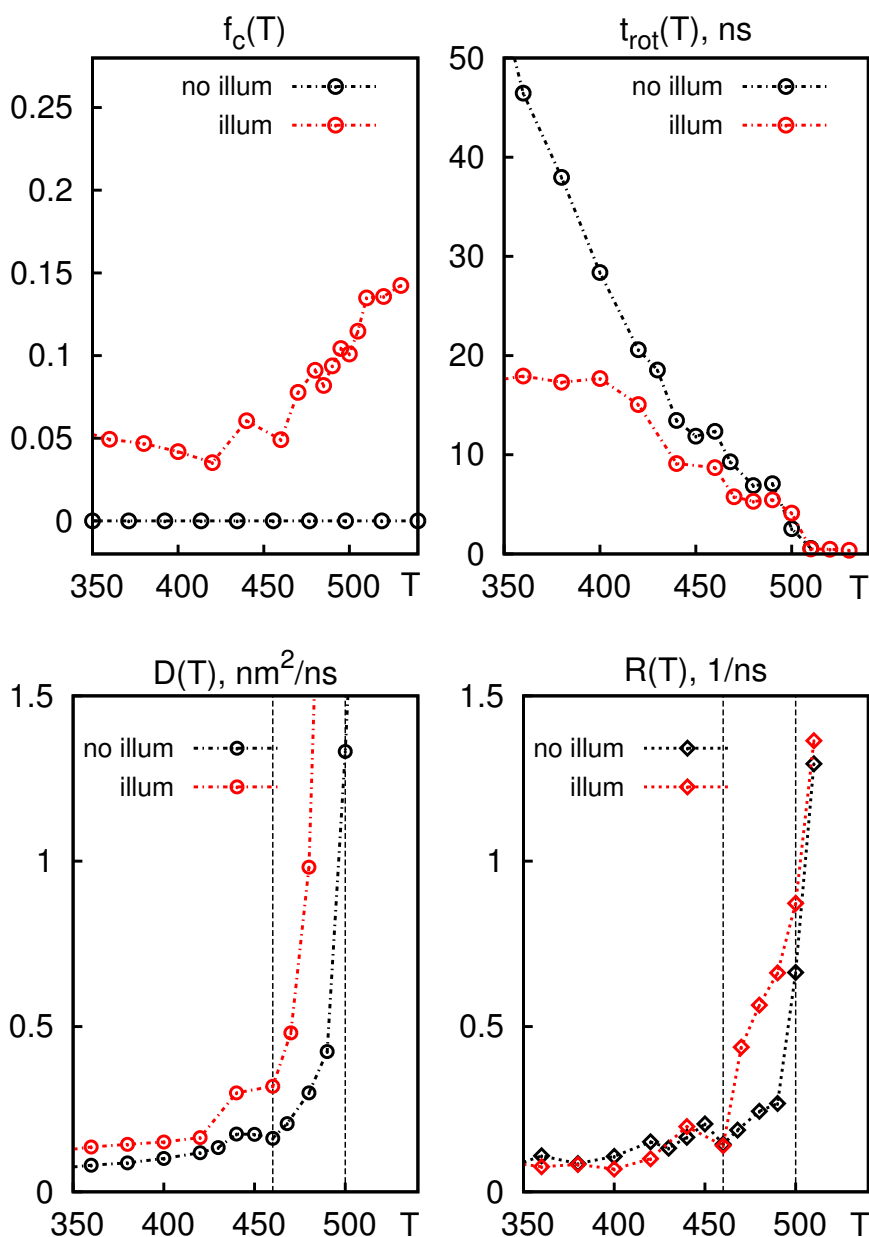 f_c(T)
no illum
illum
0.25
0.2
0.15
0.1
0.05
0
350 400 450 500 T
t_rot(T), ns
no illum
illum
50
40
30
20
10
0
350 400 450 500 T
D(T), nm²/ns
no illum
illum
1.5
1
0.5
0
350 400 450 500 T
R(T), 1/ns
no illum
illum
1.5
1
0.5
0
350 400 450 500 T